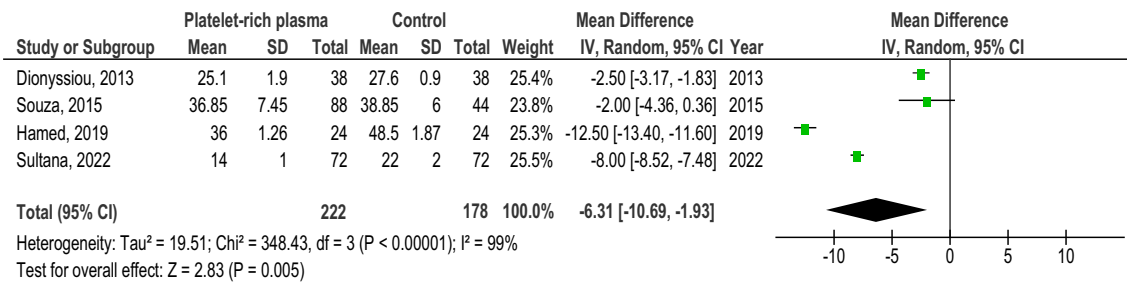 Platelet-rich plasma Control Mean Difference Mean Difference
Study or Subgroup Mean SD Total Mean SD Total Weight IV, Random, 95% CI Year IV, Random, 95% CI
Dionyssiou, 2013 25.1 1.9 38 27.6 0.9 38 25.4% -2.50 [-3.17, -1.83] 2013
Souza, 2015 36.85 7.45 88 38.85 6 44 23.8% -2.00 [-4.36, 0.36] 2015
Hamed, 2019 36 1.26 24 48.5 1.87 24 25.3% -12.50 [-13.40, -11.60] 2019
Sultana, 2022 14 1 72 22 2 72 25.5% -8.00 [-8.52, -7.48] 2022
Total (95% CI) 222 178 100.0% -6.31 [-10.69, -1.93]
Heterogeneity: Tau² = 19.51; Chi² = 348.43, df = 3 (P < 0.00001); I² = 99%
Test for overall effect: Z = 2.83 (P = 0.005)
-10 -5 0 5 10